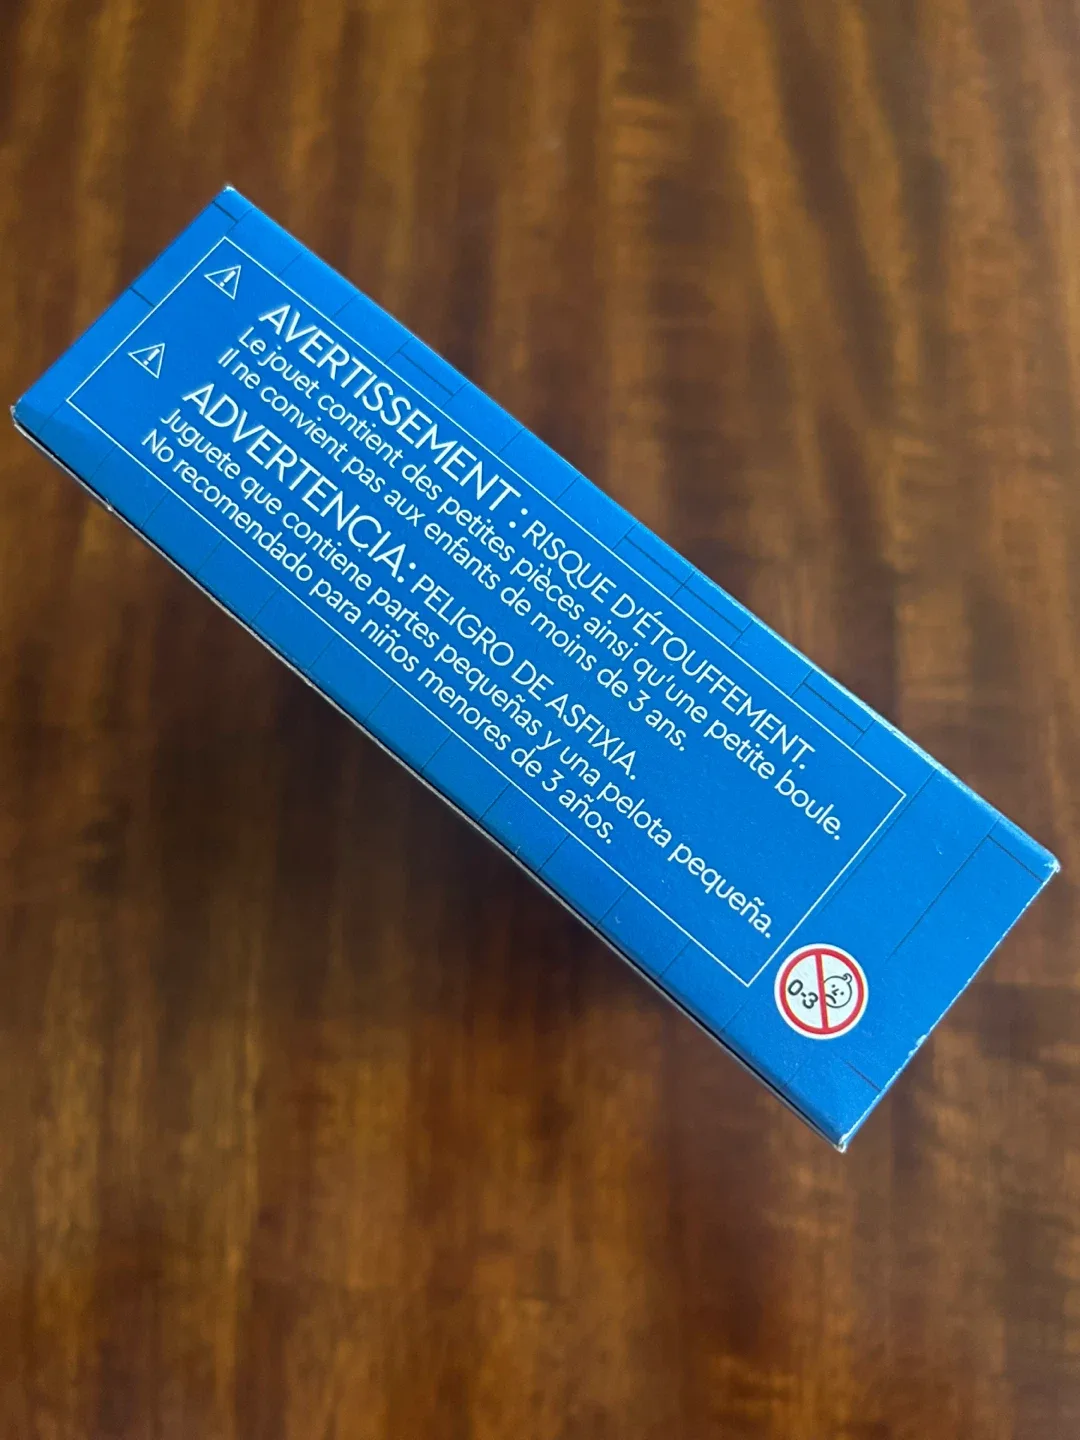 AVERTISSEMENT : RISQUE D'ÉTOUFFEMENT.
Le jouet contient des petites pièces ainsi qu'une petite boule.
Il ne convient pas aux enfants de moins de 3 ans.
ADVERTENCIA: PELIGRO DE ASFIXIA.
Juguete que contiene partes pequeñas y una pelota pequeña.
No recomendado para niños menores de 3 años.
0-3